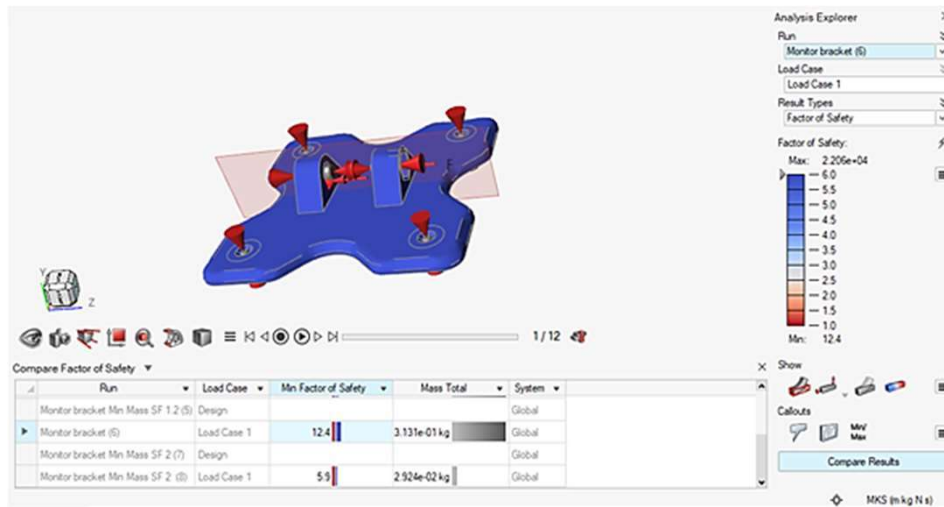 Analysis Explorer
Run
Monitor bracket (6)
Load Case
Load Case 1
Result Types
Factor of Safety
Factor of Safety:
Max: 2.206e+04
6.0
5.5
5.0
4.5
4.0
3.5
3.0
2.5
2.0
1.5
1.0
Min: 12.4
F
Y
Z
1 / 12
Compare Factor of Safety
Run Load Case Min Factor of Safety Mass Total System
Monitor bracket Min Mass SF 1.2 (5) Design Global
Monitor bracket (6) Load Case 1 12.4 3.131e-01 kg Global
Monitor bracket Min Mass SF 2 (7) Design Global
Monitor bracket Min Mass SF 2 (8) Load Case 1 5.9 2.924e-02 kg Global
Show
Callouts
Min/
Max
Compare Results
MKS (m kg N s)